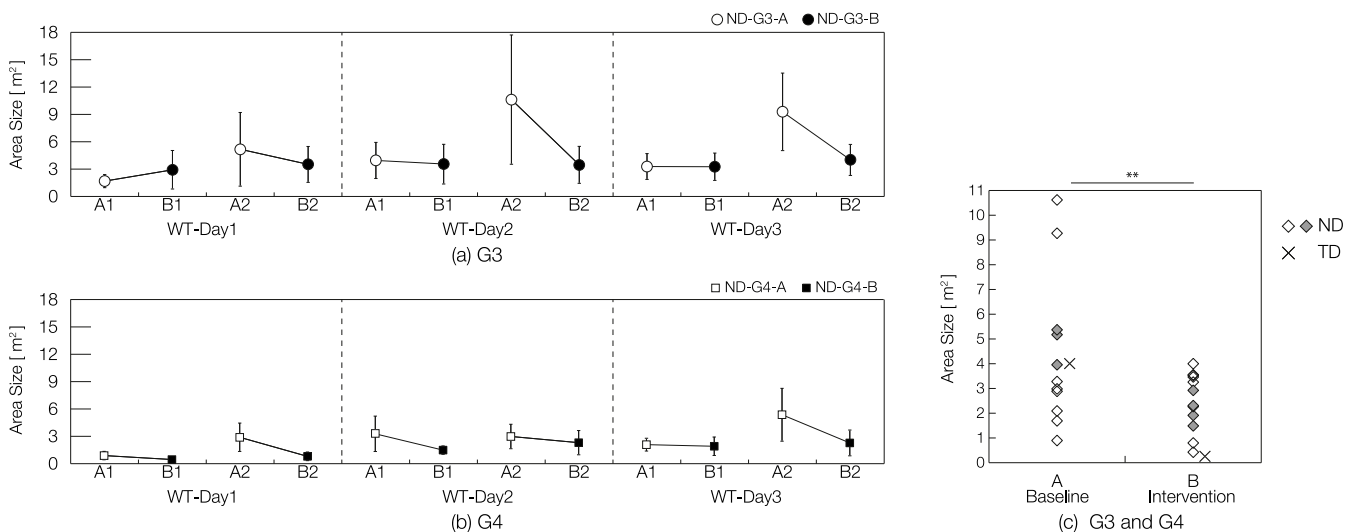 ND-G3-A ND-G3-B
Area Size [ m² ]
18
15
12
9
6
3
0
A1 B1 A2 B2 A1 B1 A2 B2 A1 B1 A2 B2
WT-Day1 WT-Day2 WT-Day3
(a) G3
ND-G4-A ND-G4-B
Area Size [ m² ]
18
15
12
9
6
3
0
A1 B1 A2 B2 A1 B1 A2 B2 A1 B1 A2 B2
WT-Day1 WT-Day2 WT-Day3
(b) G4
**
ND
TD
Area Size [ m² ]
11
10
9
8
7
6
5
4
3
2
1
0
A B
Baseline Intervention
(c) G3 and G4